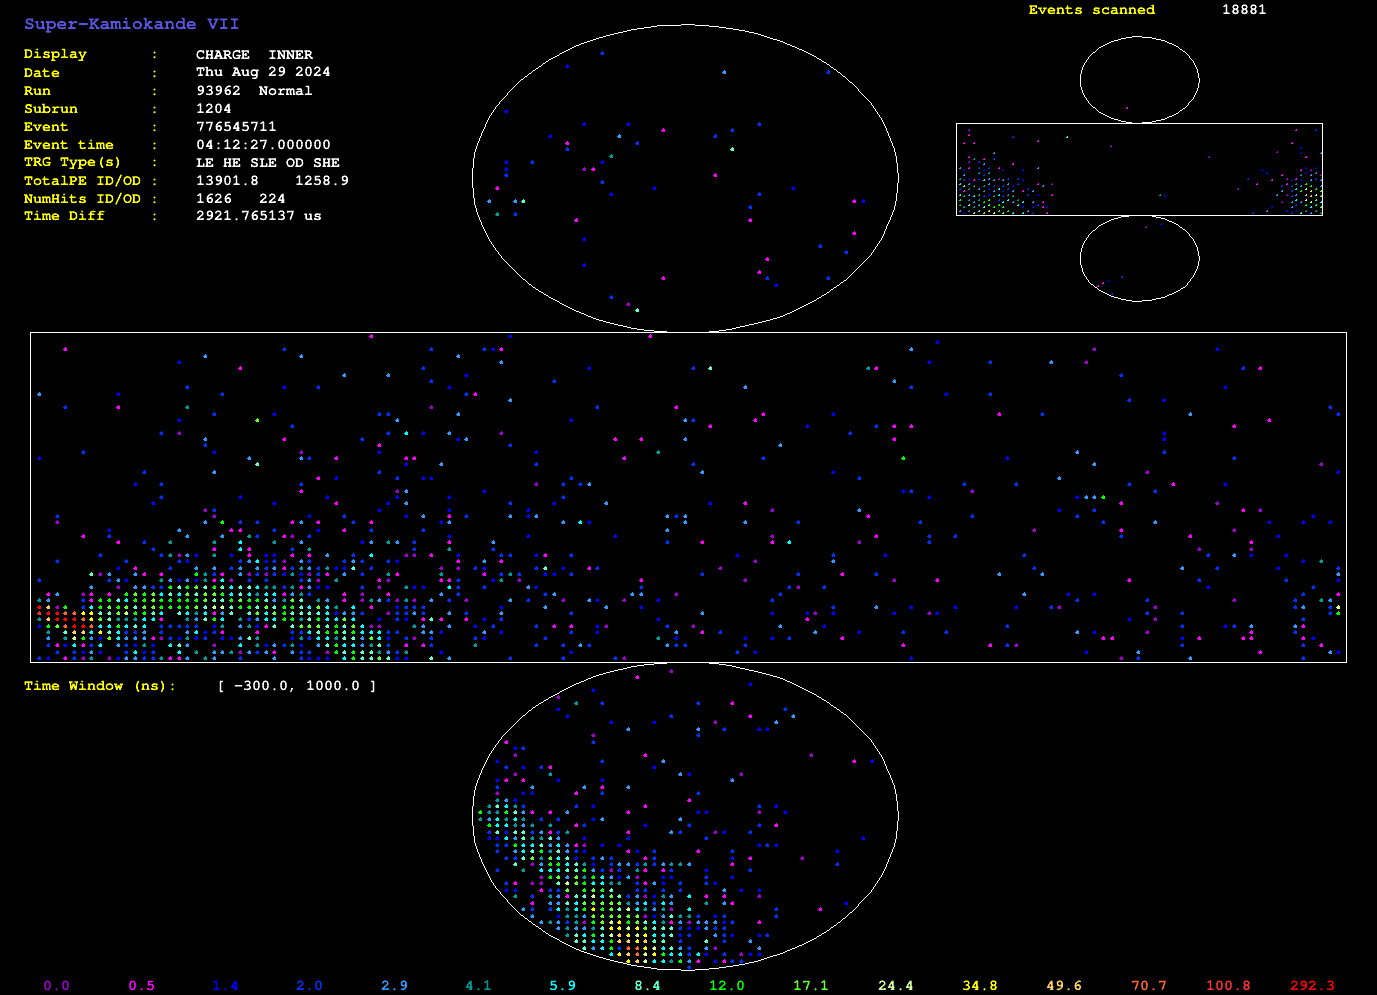 Super-Kamiokande VII
Events scanned 18881
Display : CHARGE INNER
Date : Thu Aug 29 2024
Run : 93962 Normal
Subrun : 1204
Event : 776545711
Event time : 04:12:27.000000
TRG Type(s) : LE HE SLE OD SHE
TotalPE ID/OD : 13901.8 1258.9
NumHits ID/OD : 1626 224
Time Diff : 2921.765137 us
Time Window (ns): [ -300.0, 1000.0 ]
0.0 0.5 1.4 2.0 2.9 4.1 5.9 8.4 12.0 17.1 24.4 34.8 49.6 70.7 100.8 292.3